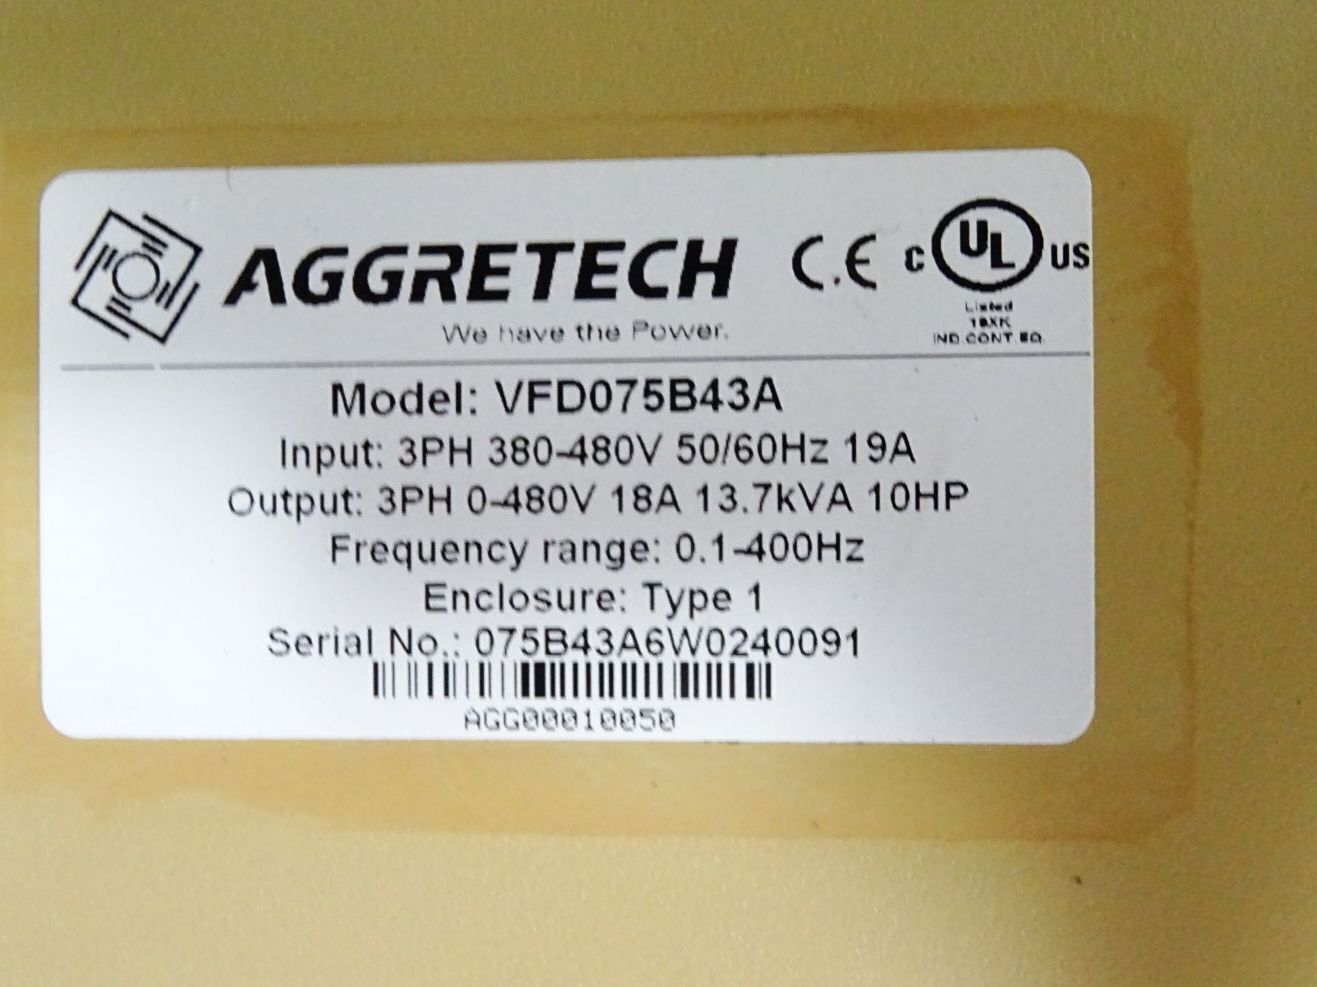 AGGRETECH
We have the Power.
CE
C UL US
Listed
19XK
IND.CONT.EQ.
Model: VFD075B43A
Input: 3PH 380-480V 50/60Hz 19A
Output: 3PH 0-480V 18A 13.7kVA 10HP
Frequency range: 0.1-400Hz
Enclosure: Type 1
Serial No.: 075B43A6W0240091
AGG00010050